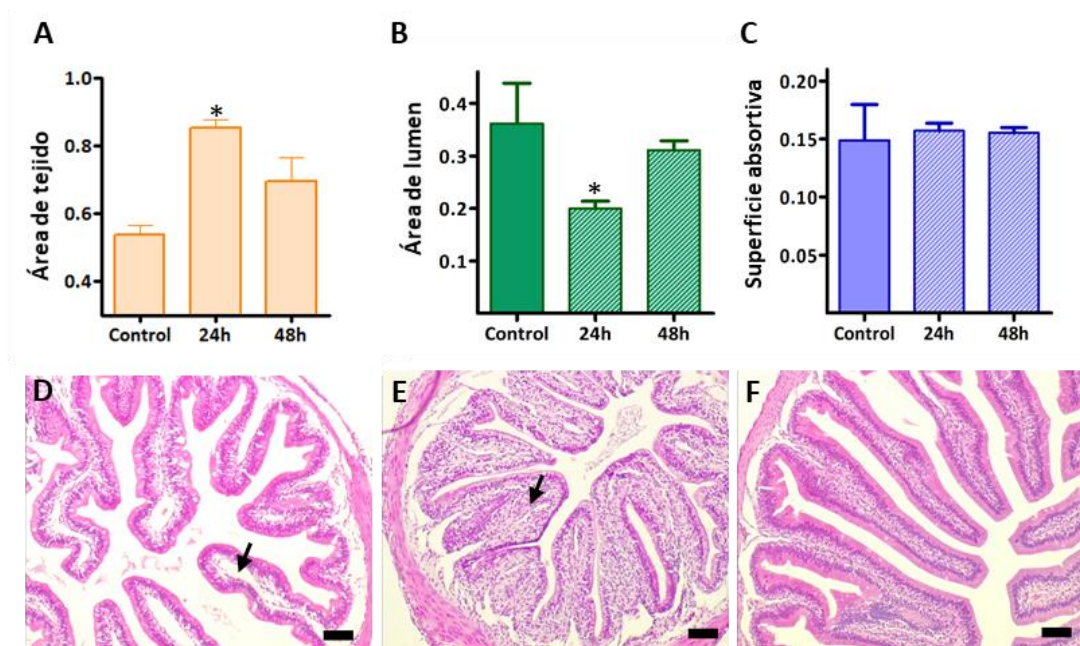 A
Área de tejido
1.0
0.8
0.6
0.4
*
Control 24h 48h
B
Área de lumen
0.4
0.3
0.2
0.1
*
Control 24h 48h
C
Superficie absortiva
0.20
0.15
0.10
0.05
Control 24h 48h
D
E
F